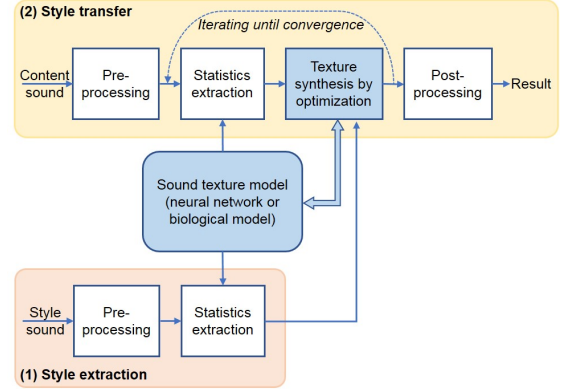 (2) Style transfer
Iterating until convergence
Content
sound
Pre-
processing
Statistics
extraction
Texture
synthesis by
optimization
Post-
processing
Result
Sound texture model
(neural network or
biological model)
Style
sound
Pre-
processing
Statistics
extraction
(1) Style extraction